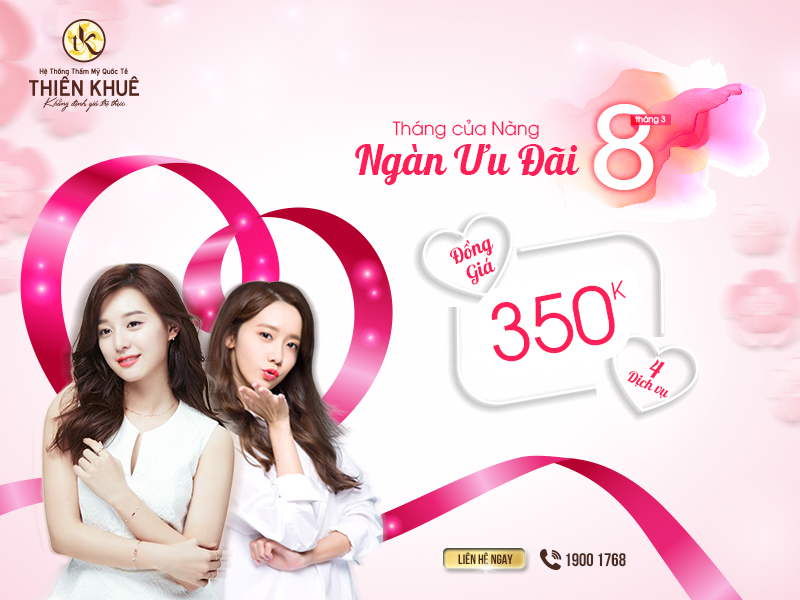 tk
Hệ Thống Thẩm Mỹ Quốc Tế
THIÊN KHUÊ
Khẳng định giá trị thực
Tháng của Nàng
Ngàn Ưu Đãi
8
tháng 3
Đồng
Giá
350K
4
Dịch vụ
LIÊN HỆ NGAY
1900 1768